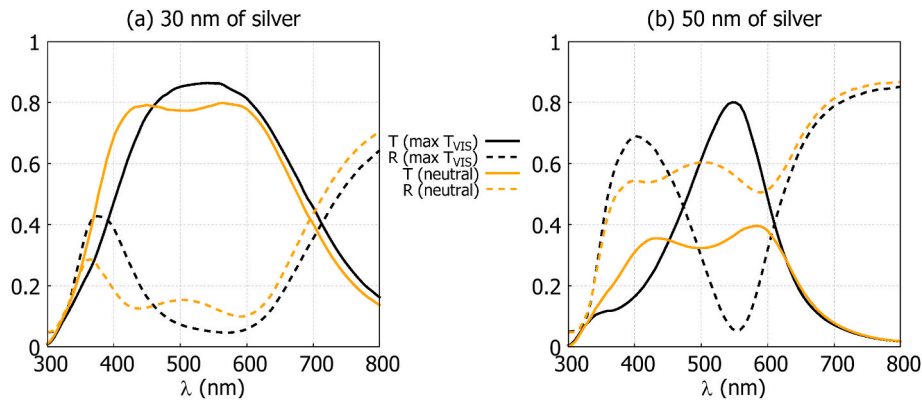 (a) 30 nm of silver
1
0.8
0.6
0.4
0.2
0
300 400 500 600 700 800
λ (nm)
T (max TVIS)
R (max TVIS)
T (neutral)
R (neutral)
(b) 50 nm of silver
1
0.8
0.6
0.4
0.2
0
300 400 500 600 700 800
λ (nm)